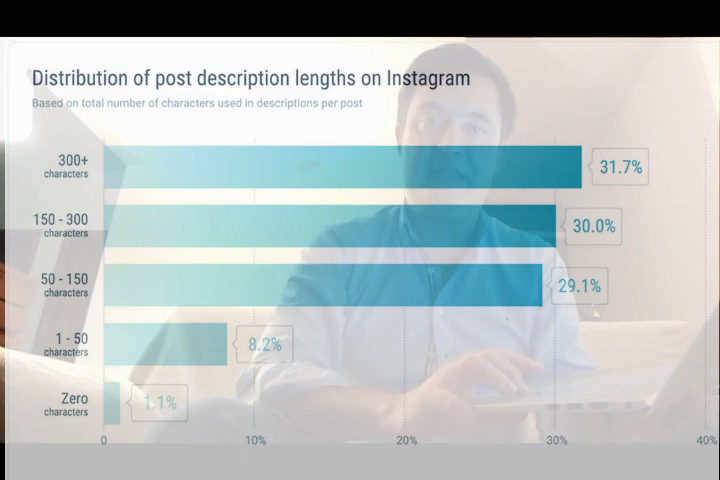 Distribution of post description lengths on Instagram
Based on total number of characters used in descriptions per post
300+
characters
31.7%
150 - 300
characters
30.0%
50 - 150
characters
29.1%
1 - 50
characters
8.2%
Zero
characters
1.1%
0
10%
20%
30%
40%